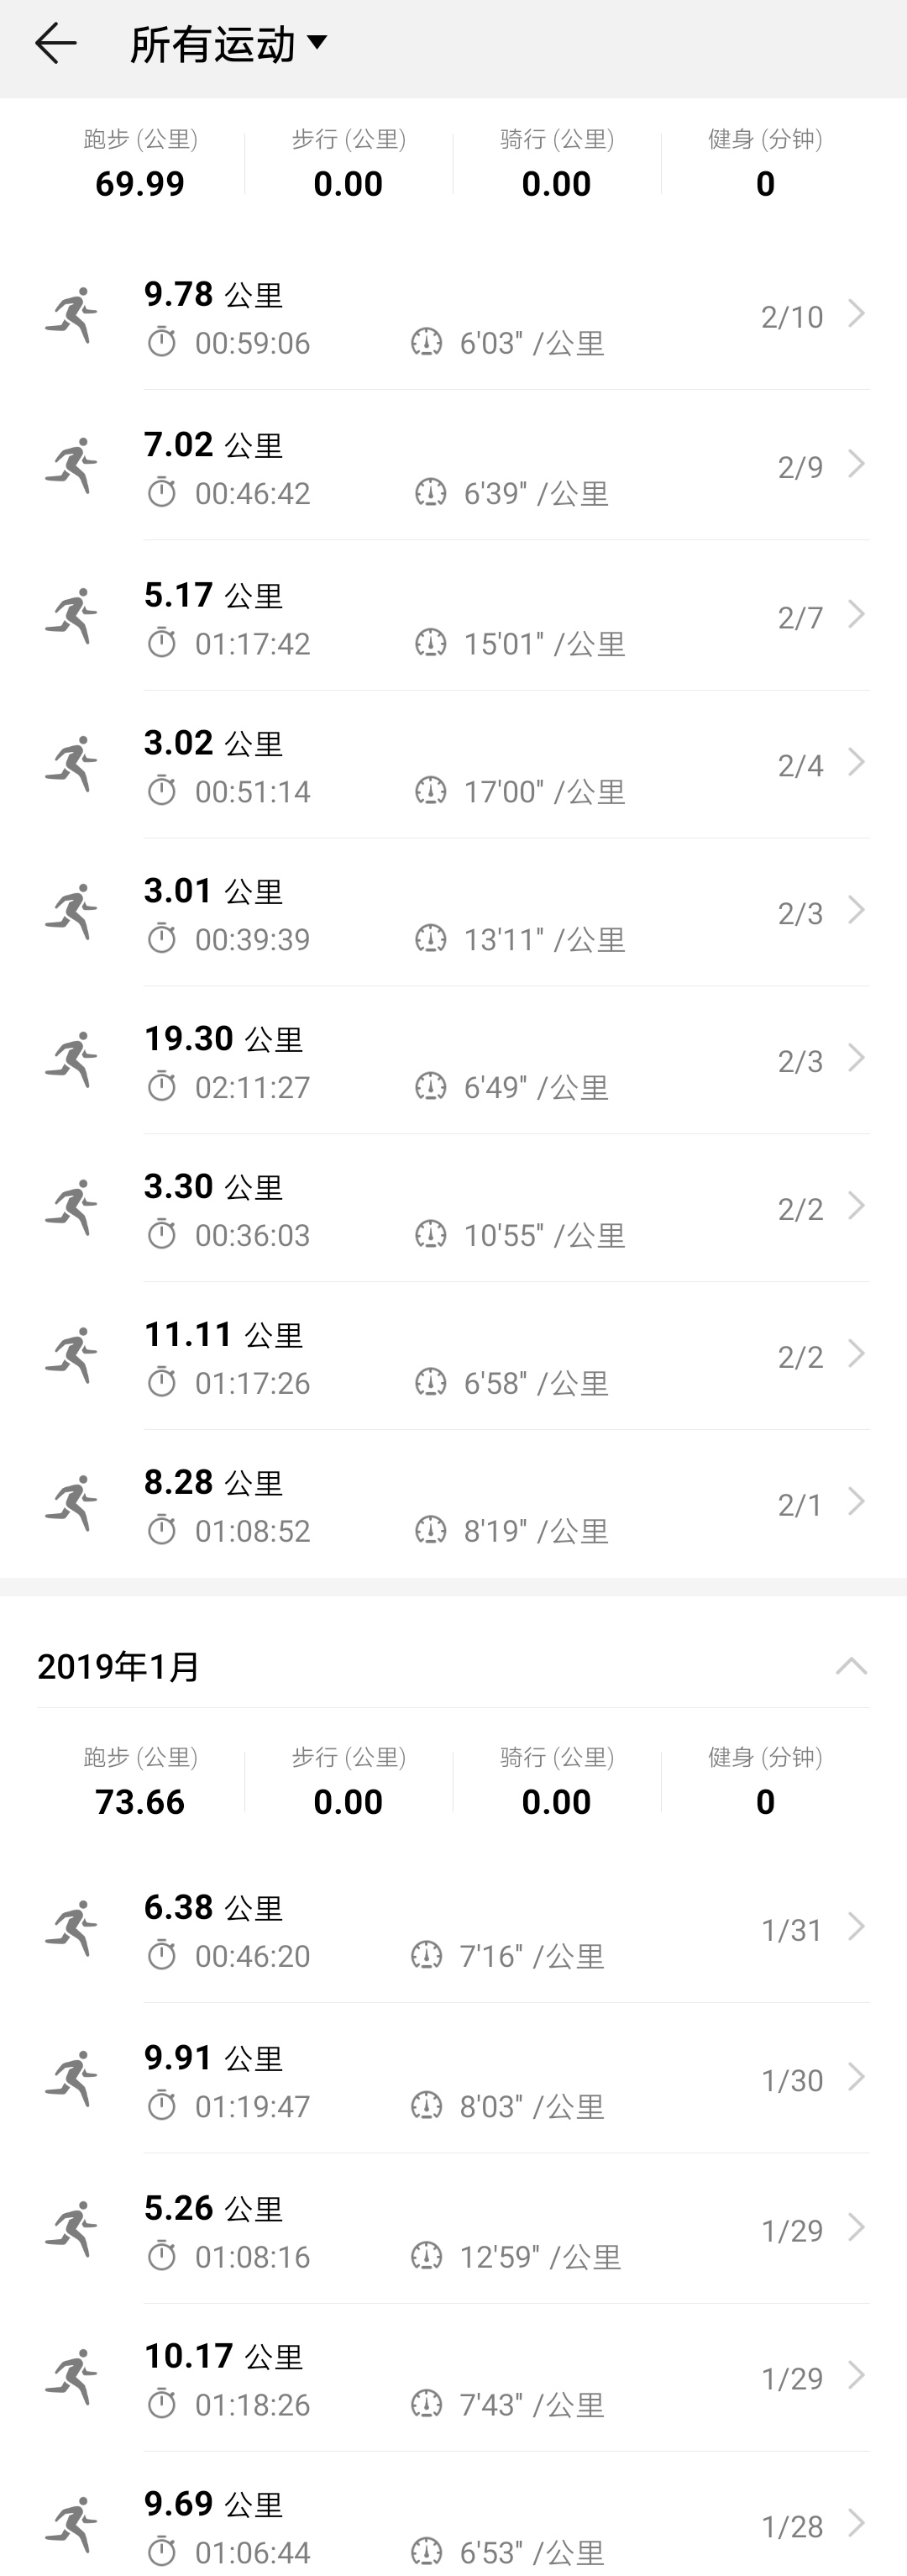 所有运动
跑步 (公里) 步行 (公里) 骑行 (公里) 健身 (分钟)
69.99 0.00 0.00 0
9.78 公里
2/10
00:59:06 6'03" /公里
7.02 公里
2/9
00:46:42 6'39" /公里
5.17 公里
2/7
01:17:42 15'01" /公里
3.02 公里
2/4
00:51:14 17'00" /公里
3.01 公里
2/3
00:39:39 13'11" /公里
19.30 公里
2/3
02:11:27 6'49" /公里
3.30 公里
2/2
00:36:03 10'55" /公里
11.11 公里
2/2
01:17:26 6'58" /公里
8.28 公里
2/1
01:08:52 8'19" /公里
2019年1月
跑步 (公里) 步行 (公里) 骑行 (公里) 健身 (分钟)
73.66 0.00 0.00 0
6.38 公里
1/31
00:46:20 7'16" /公里
9.91 公里
1/30
01:19:47 8'03" /公里
5.26 公里
1/29
01:08:16 12'59" /公里
10.17 公里
1/29
01:18:26 7'43" /公里
9.69 公里
1/28
01:06:44 6'53" /公里